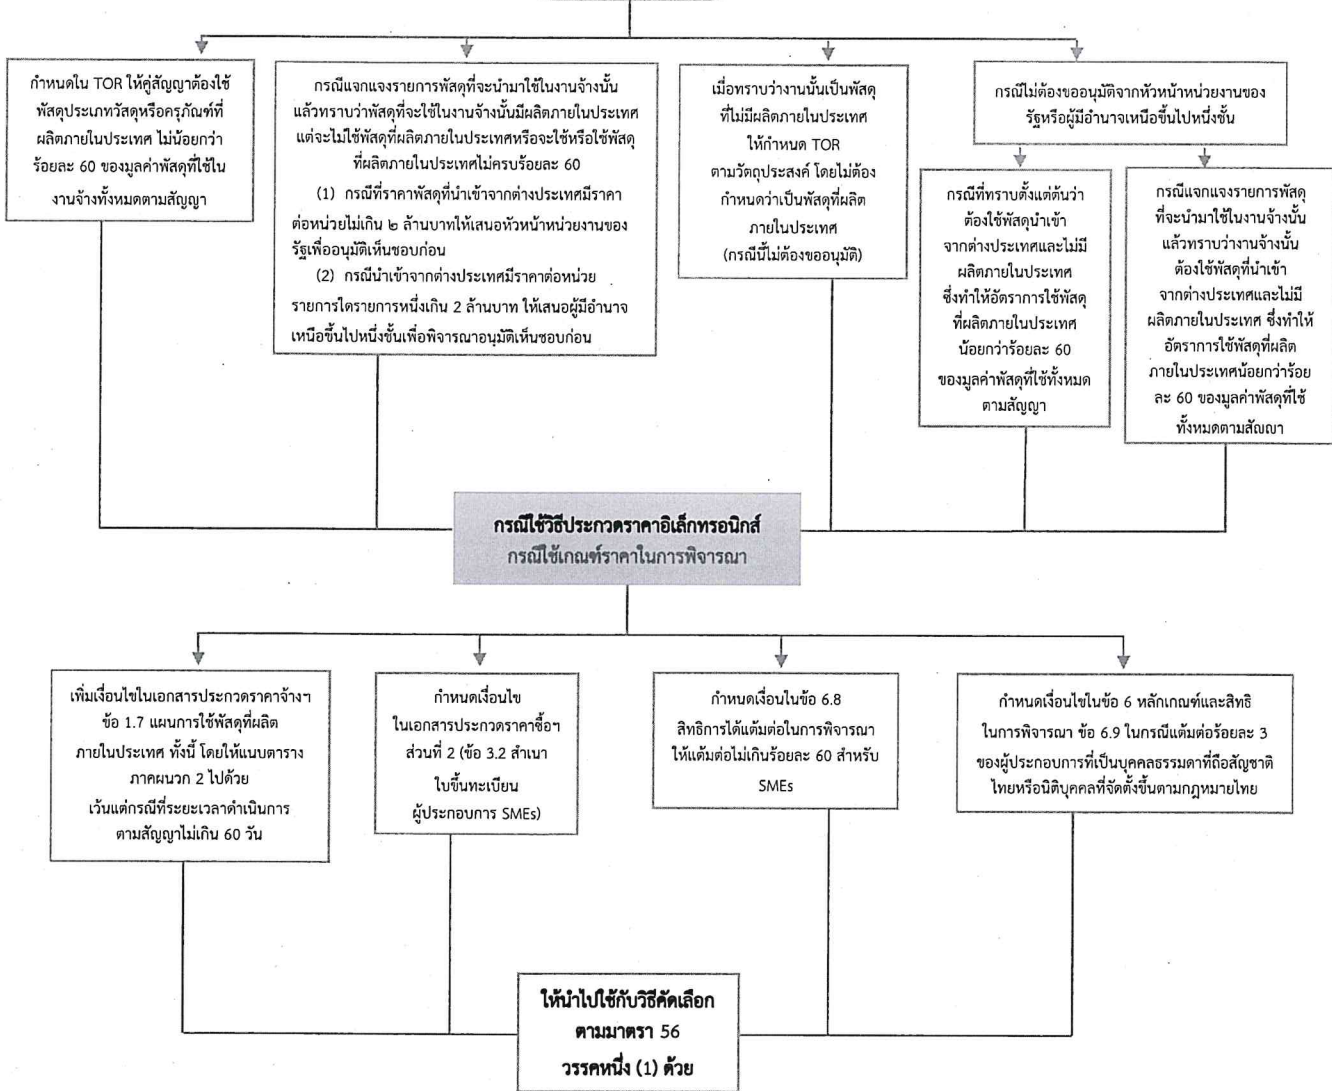 กำหนดใน TOR ให้คู่สัญญาต้องใช้
พัสดุประเภทวัสดุหรือครุภัณฑ์ที่
ผลิตภายในประเทศ ไม่น้อยกว่า
ร้อยละ 60 ของมูลค่าพัสดุที่ใช้ใน
งานจ้างทั้งหมดตามสัญญา
กรณีแจกแจงรายการพัสดุที่จะนำมาใช้ในงานจ้างนั้น
แล้วทราบว่าพัสดุที่จะใช้ในงานจ้างนั้นมีผลิตภายในประเทศ
แต่จะไม่ใช้พัสดุที่ผลิตภายในประเทศหรือจะใช้หรือใช้พัสดุ
ที่ผลิตภายในประเทศไม่ครบร้อยละ 60
(1) กรณีที่ราคาพัสดุที่นำเข้าจากต่างประเทศมีราคา
ต่อหน่วยไม่เกิน ๒ ล้านบาทให้เสนอหัวหน้าหน่วยงานของ
รัฐเพื่ออนุมัติเห็นชอบก่อน
(2) กรณีนำเข้าจากต่างประเทศมีราคาต่อหน่วย
รายการใดรายการหนึ่งเกิน 2 ล้านบาท ให้เสนอผู้มีอำนาจ
เหนือขึ้นไปหนึ่งชั้นเพื่อพิจารณาอนุมัติเห็นชอบก่อน
เมื่อทราบว่างานนั้นเป็นพัสดุ
ที่ไม่มีผลิตภายในประเทศ
ให้กำหนด TOR
ตามวัตถุประสงค์ โดยไม่ต้อง
กำหนดว่าเป็นพัสดุที่ผลิต
ภายในประเทศ
(กรณีนี้ไม่ต้องขออนุมัติ)
กรณีไม่ต้องขออนุมัติจากหัวหน้าหน่วยงานของ
รัฐหรือผู้มีอำนาจเหนือขึ้นไปหนึ่งชั้น
กรณีที่ทราบตั้งแต่ต้นว่า
ต้องใช้พัสดุนำเข้า
จากต่างประเทศและไม่มี
ผลิตภายในประเทศ
ซึ่งทำให้อัตราการใช้พัสดุ
ที่ผลิตภายในประเทศ
น้อยกว่าร้อยละ 60
ของมูลค่าพัสดุที่ใช้ทั้งหมด
ตามสัญญา
กรณีแจกแจงรายการพัสดุ
ที่จะนำมาใช้ในงานจ้างนั้น
แล้วทราบว่างานจ้างนั้น
ต้องใช้พัสดุที่นำเข้า
จากต่างประเทศและไม่มี
ผลิตภายในประเทศ ซึ่งทำให้
อัตราการใช้พัสดุที่ผลิต
ภายในประเทศน้อยกว่าร้อย
ละ 60 ของมูลค่าพัสดุที่ใช้
ทั้งหมดตามสัญญา
กรณีใช้วิธีประกวดราคาอิเล็กทรอนิกส์
กรณีใช้เกณฑ์ราคาในการพิจารณา
เพิ่มเงื่อนไขในเอกสารประกวดราคาจ้างฯ
ข้อ 1.7 แผนการใช้พัสดุที่ผลิต
ภายในประเทศ ทั้งนี้ โดยให้แนบตาราง
ภาคผนวก 2 ไปด้วย
เว้นแต่กรณีที่ระยะเวลาดำเนินการ
ตามสัญญาไม่เกิน 60 วัน
กำหนดเงื่อนไข
ในเอกสารประกวดราคาซื้อฯ
ส่วนที่ 2 (ข้อ 3.2 สำเนา
ใบขึ้นทะเบียน
ผู้ประกอบการ SMEs)
กำหนดเงื่อนในข้อ 6.8
สิทธิการได้แต้มต่อในการพิจารณา
ให้แต้มต่อไม่เกินร้อยละ 60 สำหรับ
SMEs
กำหนดเงื่อนไขในข้อ 6 หลักเกณฑ์และสิทธิ
ในการพิจารณา ข้อ 6.9 ในกรณีแต้มต่อร้อยละ 3
ของผู้ประกอบการที่เป็นบุคคลธรรมดาที่ถือสัญชาติ
ไทยหรือนิติบุคคลที่จัดตั้งขึ้นตามกฎหมายไทย
ให้นำไปใช้กับวิธีคัดเลือก
ตามมาตรา 56
วรรคหนึ่ง (1) ด้วย